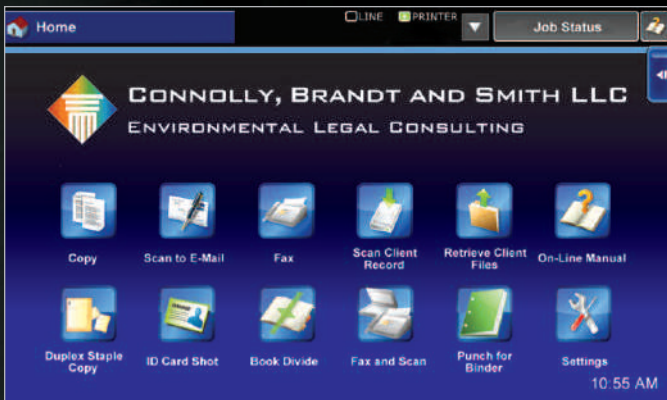 Home
LINE
PRINTER
Job Status
CONNOLLY, BRANDT AND SMITH LLC
ENVIRONMENTAL LEGAL CONSULTING
Copy
Scan to E-Mail
Fax
Scan Client
Record
Retrieve Client
Files
On-Line Manual
Duplex Staple
Copy
ID Card Shot
Book Divide
Fax and Scan
Punch for
Binder
Settings
10:55 AM